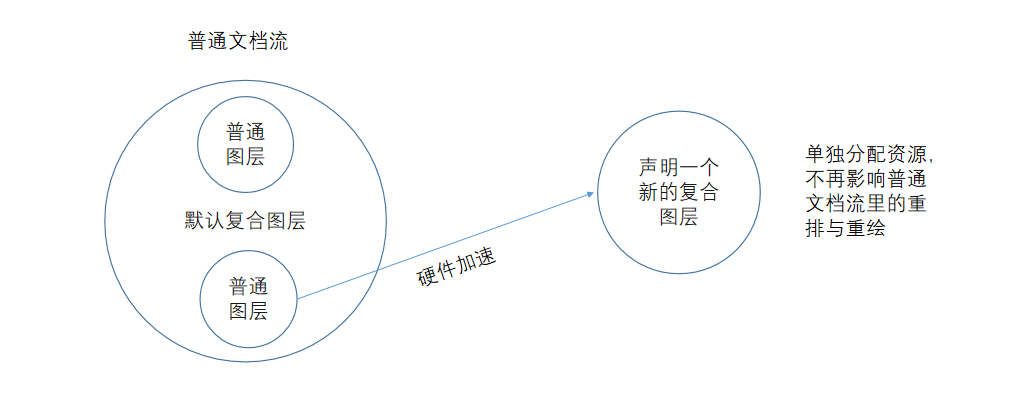 普通文档流
普通
图层
默认复合图层
普通
图层
硬件加速
声明一个
新的复合
图层
单独分配资源，
不再影响普通
文档流里的重
排与重绘